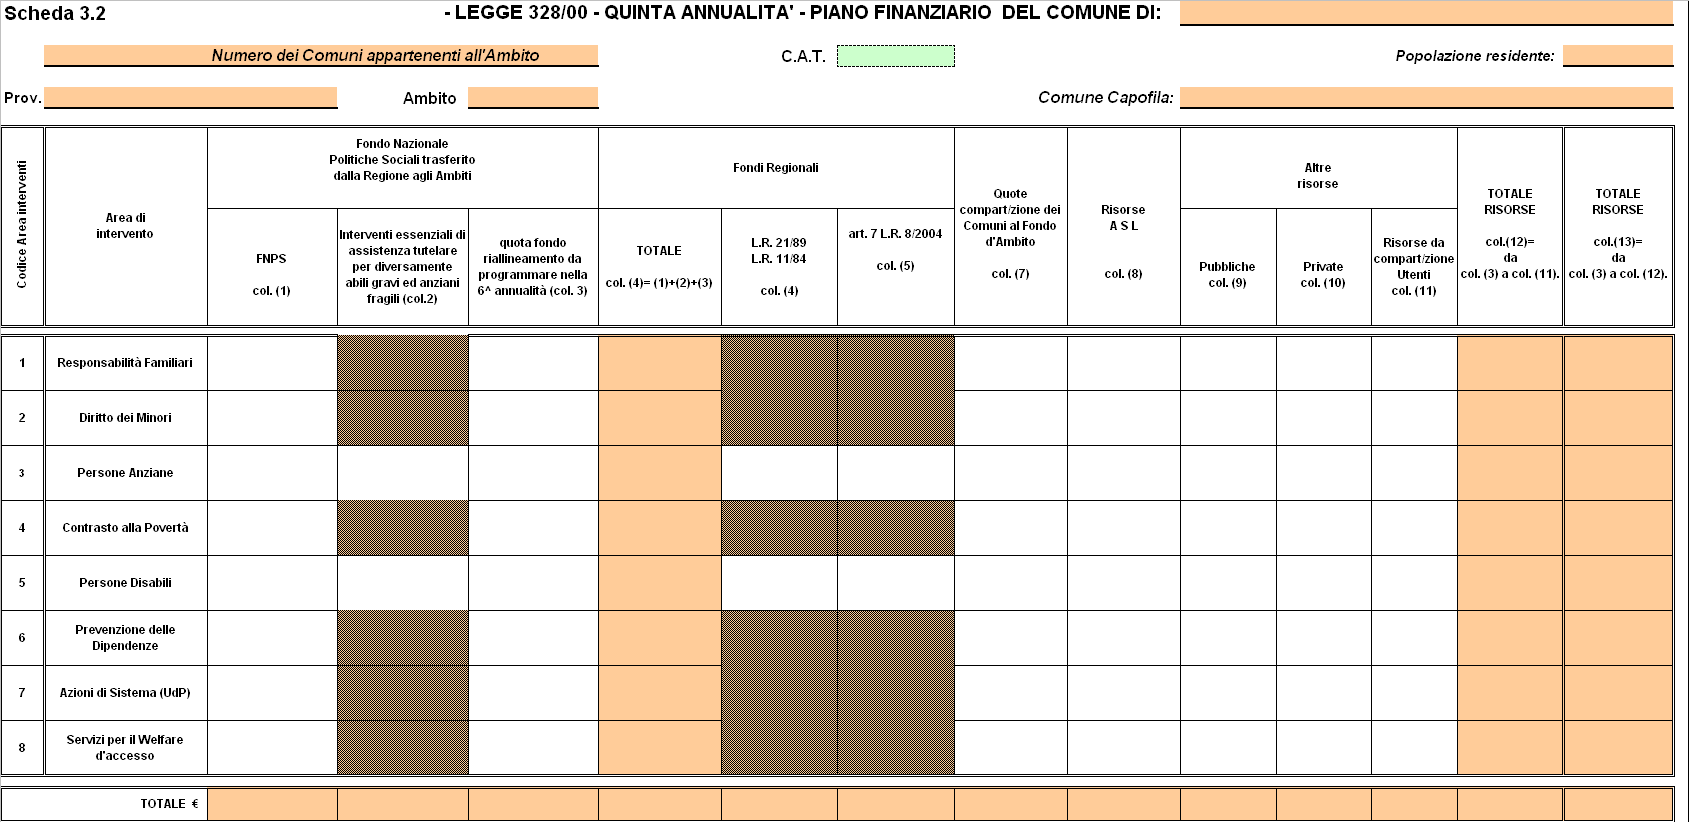 Scheda 3.2
- LEGGE 328/00 - QUINTA ANNUALITA' - PIANO FINANZIARIO  DEL COMUNE DI:
Numero dei Comuni appartenenti all'Ambito
C.A.T.
Popolazione residente:
Prov.
Ambito
Comune Capofila:
Codice Area interventi
Area di
intervento
Fondo Nazionale
Politiche Sociali trasferito
dalla Regione agli Ambiti
FNPS
col. (1)
Interventi essenziali di
assistenza tutelare
per diversamente
abili gravi ed anziani
fragili (col.2)
quota fondo
riallineamento da
programmare nella
6^ annualità (col. 3)
Fondi Regionali
TOTALE
col. (4)= (1)+(2)+(3)
L.R. 21/89
L.R. 11/84
col. (4)
art. 7 L.R. 8/2004
col. (5)
Quote
compart/zione dei
Comuni al Fondo
d'Ambito
col. (7)
Risorse
A S L
col. (8)
Altre
risorse
Pubbliche
col. (9)
Private
col. (10)
Risorse da
compart/zione
Utenti
col. (11)
TOTALE
RISORSE
col.(12)=
da
col. (3) a col. (11).
TOTALE
RISORSE
col.(13)=
da
col. (3) a col. (12).
1
Responsabilità Familiari
2
Diritto dei Minori
3
Persone Anziane
4
Contrasto alla Povertà
5
Persone Disabili
6
Prevenzione delle
Dipendenze
7
Azioni di Sistema (UdP)
8
Servizi per il Welfare
d'accesso
TOTALE  €